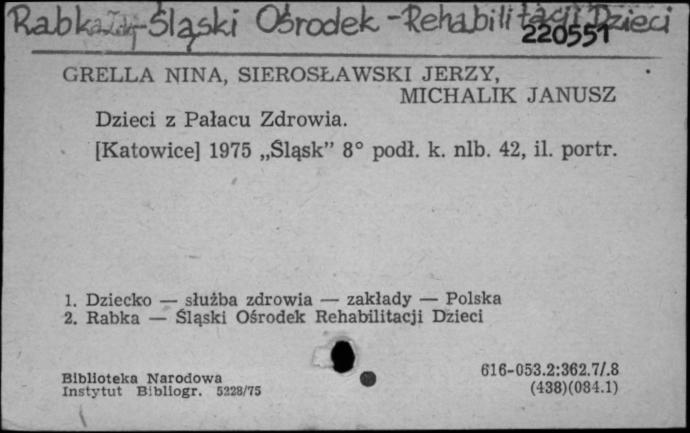 Rabka Zdrój - Śląski Ośrodek - Rehabilitacji Dzieci
220551
GRELLA NINA, SIEROSŁAWSKI JERZY,
MICHALIK JANUSZ
Dzieci z Pałacu Zdrowia.
[Katowice] 1975 „Śląsk” 8° podł. k. nlb. 42, il. portr.
1. Dziecko — służba zdrowia — zakłady — Polska
2. Rabka — Śląski Ośrodek Rehabilitacji Dzieci
616-053.2:362.7/.8
Biblioteka Narodowa
(438)(084.1)
Instytut Bibliogr. 5228/75